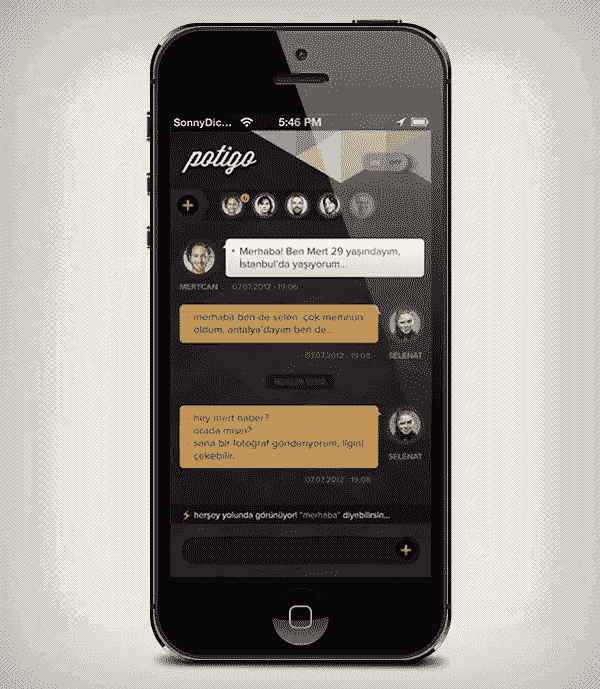 SonnyDic...
5:46 PM
potigo
Merhaba! Ben Mert 29 yaşındayım,
İstanbul'da yaşıyorum...
MERTCAN
07.07.2012 - 19:06
merhaba ben de selen. çok memnun
oldum. antalya'dayım ben de...
07.07.2012 - 19:08
SELENAT
hey mert naber?
orada mısın?
sana bir fotoğraf gönderiyorum, ilgini
çekebilir.
SELENAT
07.07.2012 - 19:08
herşey yolunda görünüyor! "merhaba" diyebilirsin...